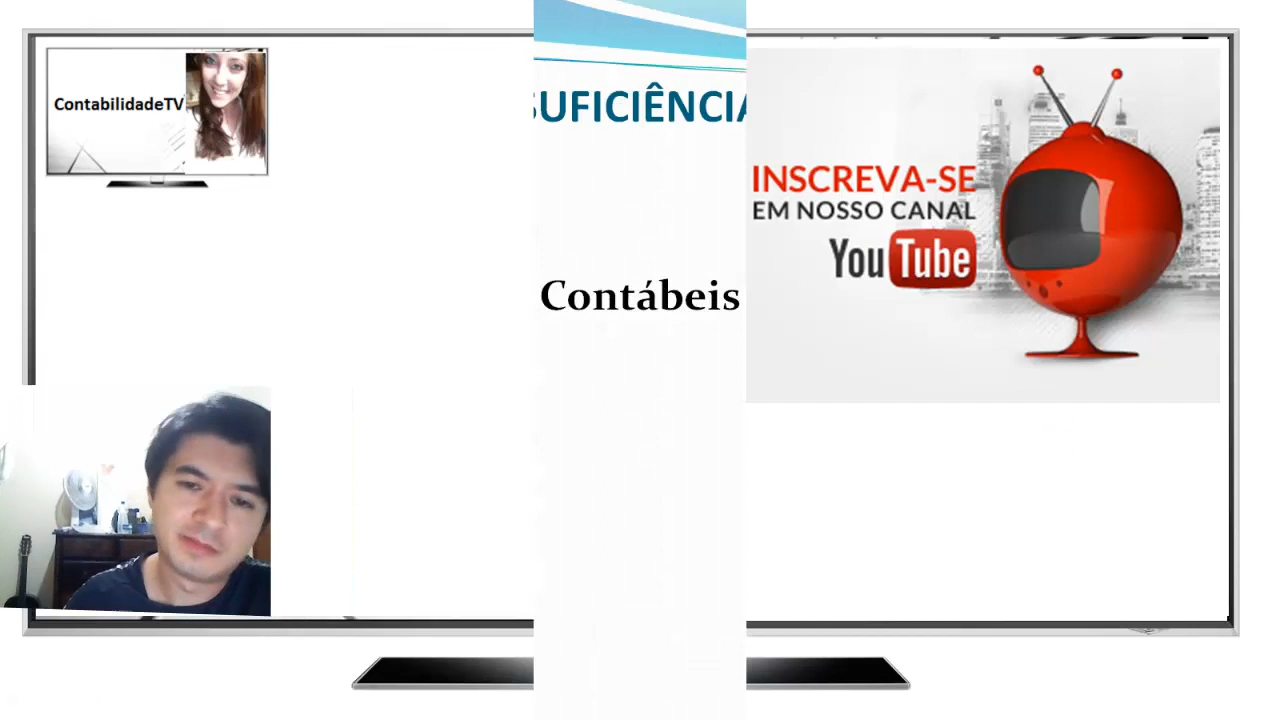 ContabilidadeTV
SUFICIÊNCIA
Contábeis
INSCREVA-SE
EM NOSSO CANAL
YouTube